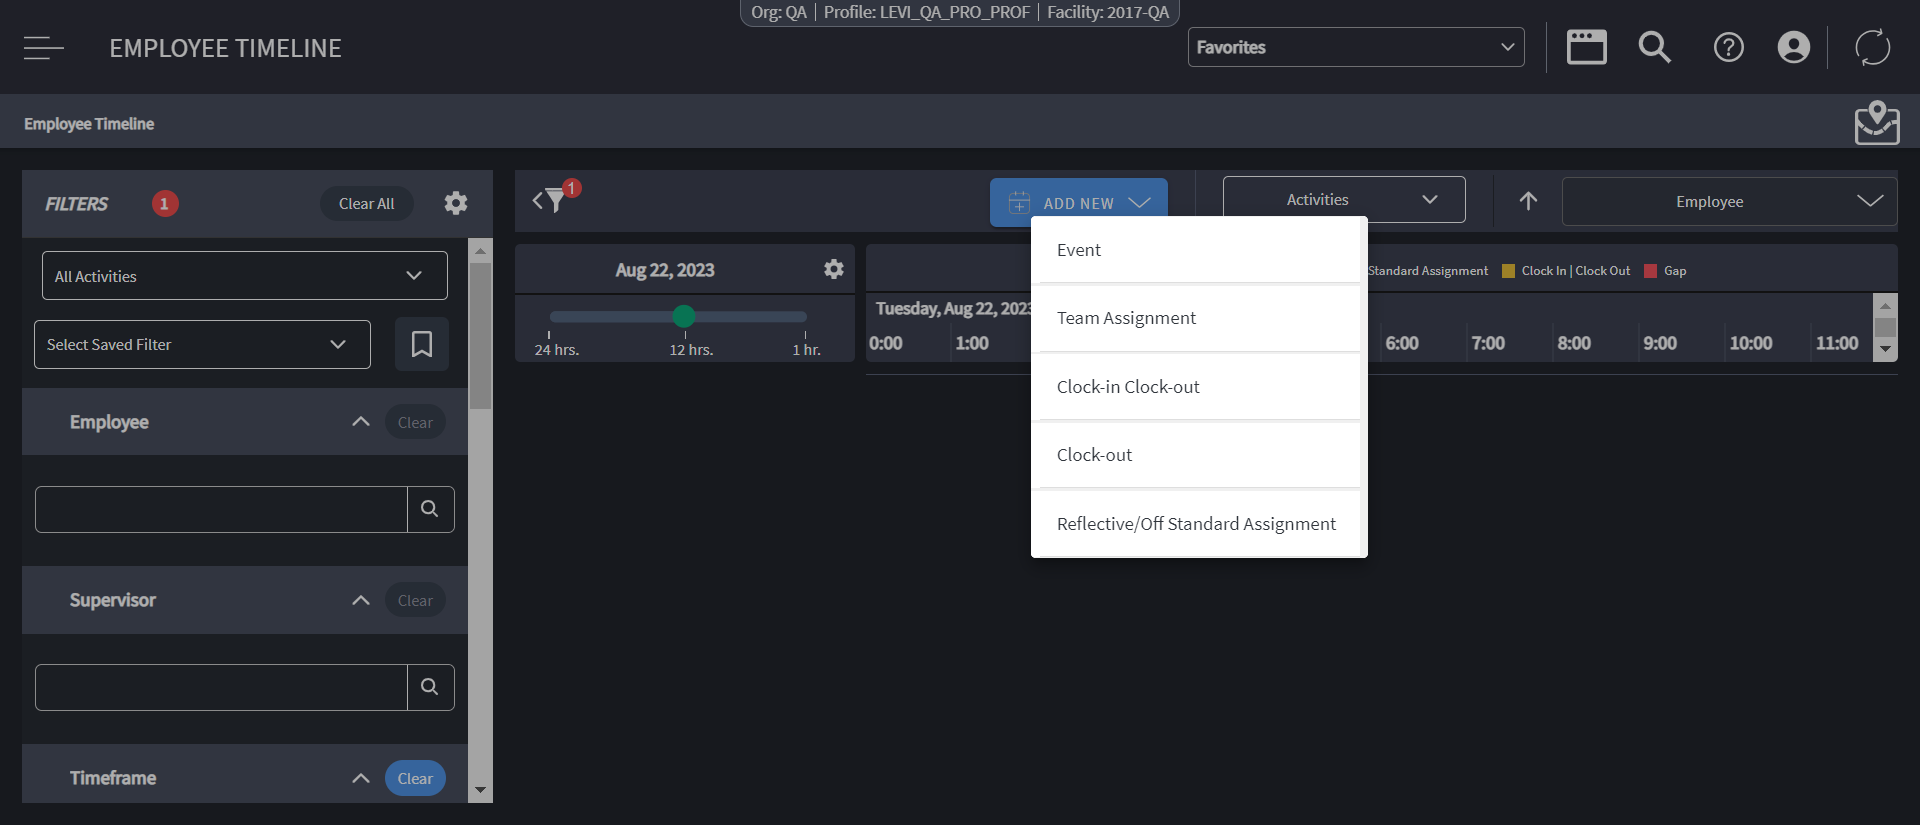 Org: QA | Profile: LEVI_QA_PRO_PROF | Facility: 2017-QA
EMPLOYEE TIMELINE
Favorites
Employee Timeline
FILTERS
1
Clear All
All Activities
Select Saved Filter
Employee
Clear
Supervisor
Clear
Timeframe
Clear
1
ADD NEW
Activities
Employee
Event
Team Assignment
Clock-in Clock-out
Clock-out
Reflective/Off Standard Assignment
Aug 22, 2023
24 hrs.
12 hrs.
1 hr.
Standard Assignment
Clock In | Clock Out
Gap
Tuesday, Aug 22, 2023
0:00 1:00 6:00 7:00 8:00 9:00 10:00 11:00